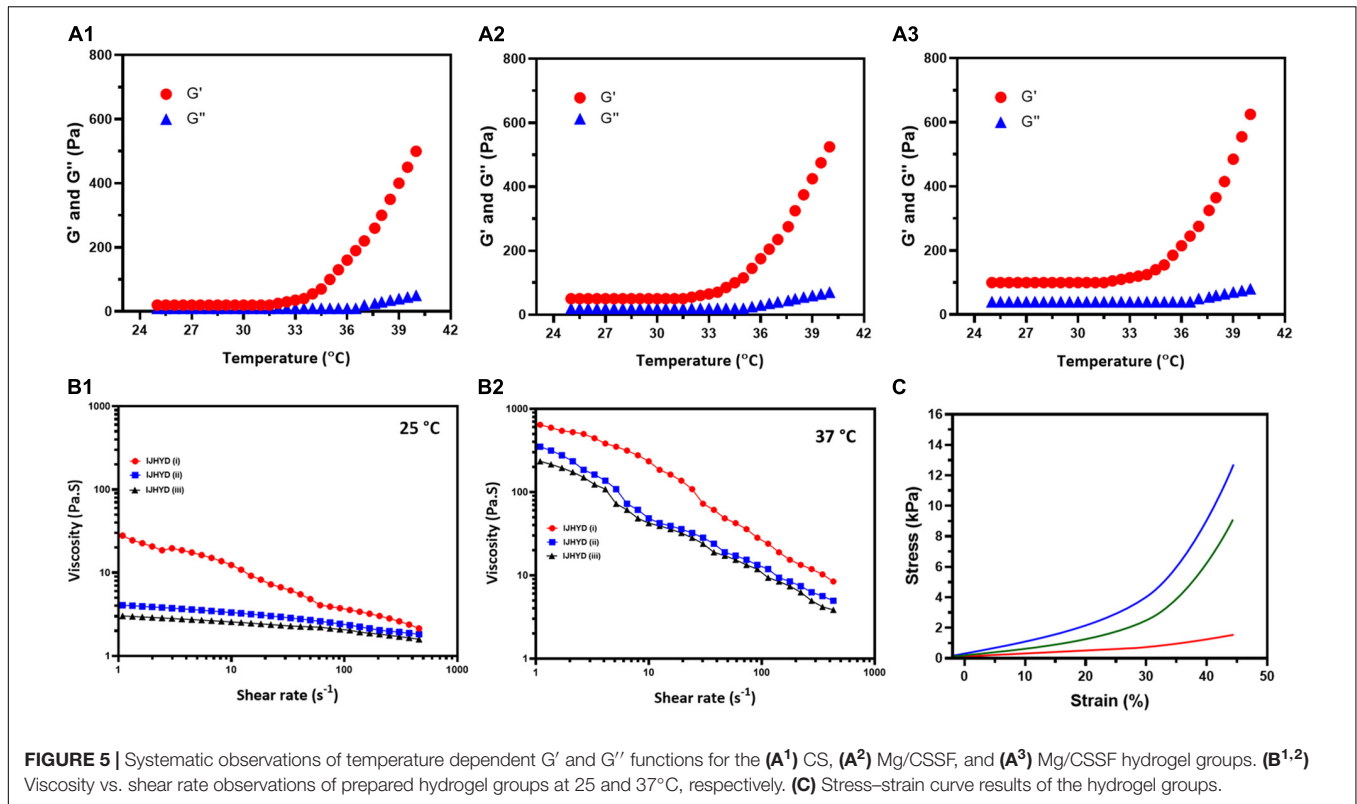 A1
800
600
400
200
0
G' and G'' (Pa)
G'
G"
24 27 30 33 36 39 42
Temperature (°C)
A2
800
600
400
200
0
G' and G'' (Pa)
G'
G"
24 27 30 33 36 39 42
Temperature (°C)
A3
800
600
400
200
0
G' and G'' (Pa)
G'
G"
24 27 30 33 36 39 42
Temperature (°C)
B1
1000
100
10
1
Viscosity (Pa.S)
25 °C
IJHYD (i)
IJHYD (ii)
IJHYD (iii)
1 10 100 1000
Shear rate (s-1)
B2
1000
100
10
1
Viscosity (Pa.S)
37 °C
IJHYD (i)
IJHYD (ii)
IJHYD (iii)
1 10 100 1000
Shear rate (s-1)
C
16
14
12
10
8
6
4
2
0
Stress (kPa)
0 10 20 30 40 50
Strain (%)
FIGURE 5 | Systematic observations of temperature dependent G′ and G′′ functions for the (A1) CS, (A2) Mg/CSSF, and (A3) Mg/CSSF hydrogel groups. (B1,2)
Viscosity vs. shear rate observations of prepared hydrogel groups at 25 and 37°C, respectively. (C) Stress–strain curve results of the hydrogel groups.